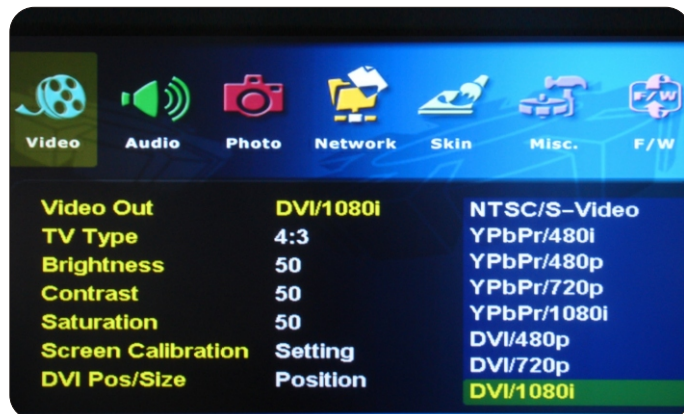 Video Audio Photo Network Skin Misc. F/W
F/W
Video Out DVI/1080i
TV Type 4:3
Brightness 50
Contrast 50
Saturation 50
Screen Calibration Setting
DVI Pos/Size Position
NTSC/S-Video
YPbPr/480i
YPbPr/480p
YPbPr/720p
YPbPr/1080i
DVI/480p
DVI/720p
DVI/1080i